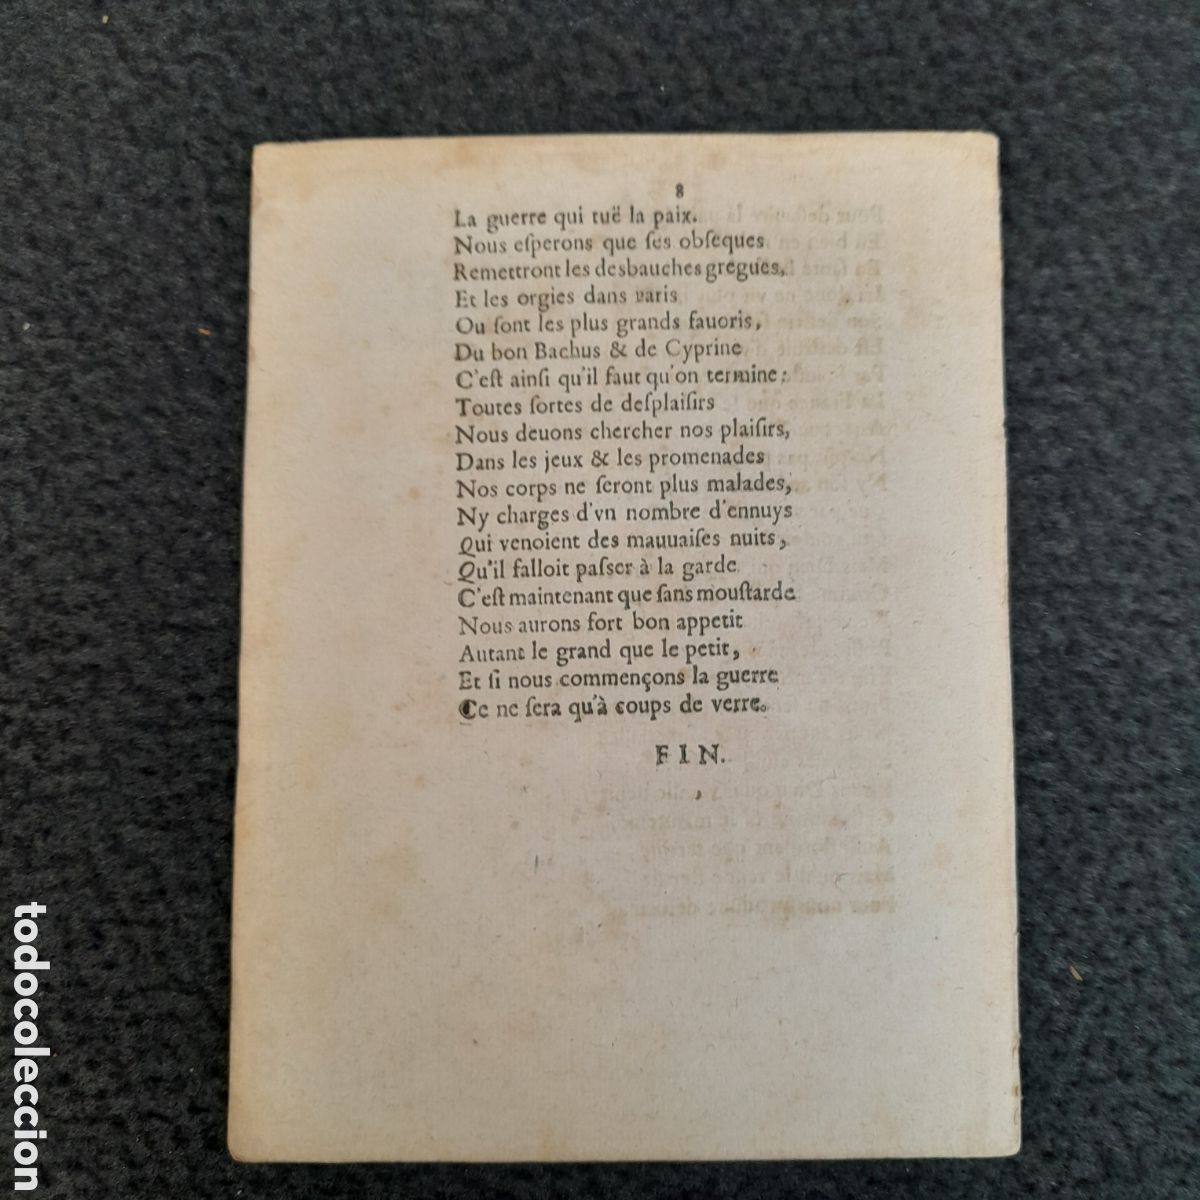 8
La guerre qui tuë la paix.
Nous eſperons que ſes obſeques
Remettront les desbauches gregues,
Et les orgies dans paris
Ou ſont les plus grands fauoris,
Du bon Bachus & de Cyprine
C'eſt ainſi qu'il faut qu'on termine:
Toutes ſortes de deſplaiſirs
Nous deuons chercher nos plaiſirs,
Dans les jeux & les promenades
Nos corps ne ſeront plus malades,
Ny charges d'vn nombre d'ennuys
Qui venoient des mauuaiſes nuits,
Qu'il falloit paſser à la garde
C'eſt maintenant que ſans mouſtarde
Nous aurons fort bon appetit
Autant le grand que le petit,
Et ſi nous commençons la guerre
Ce ne ſera qu'à coups de verre.
FIN.
todocoleccion